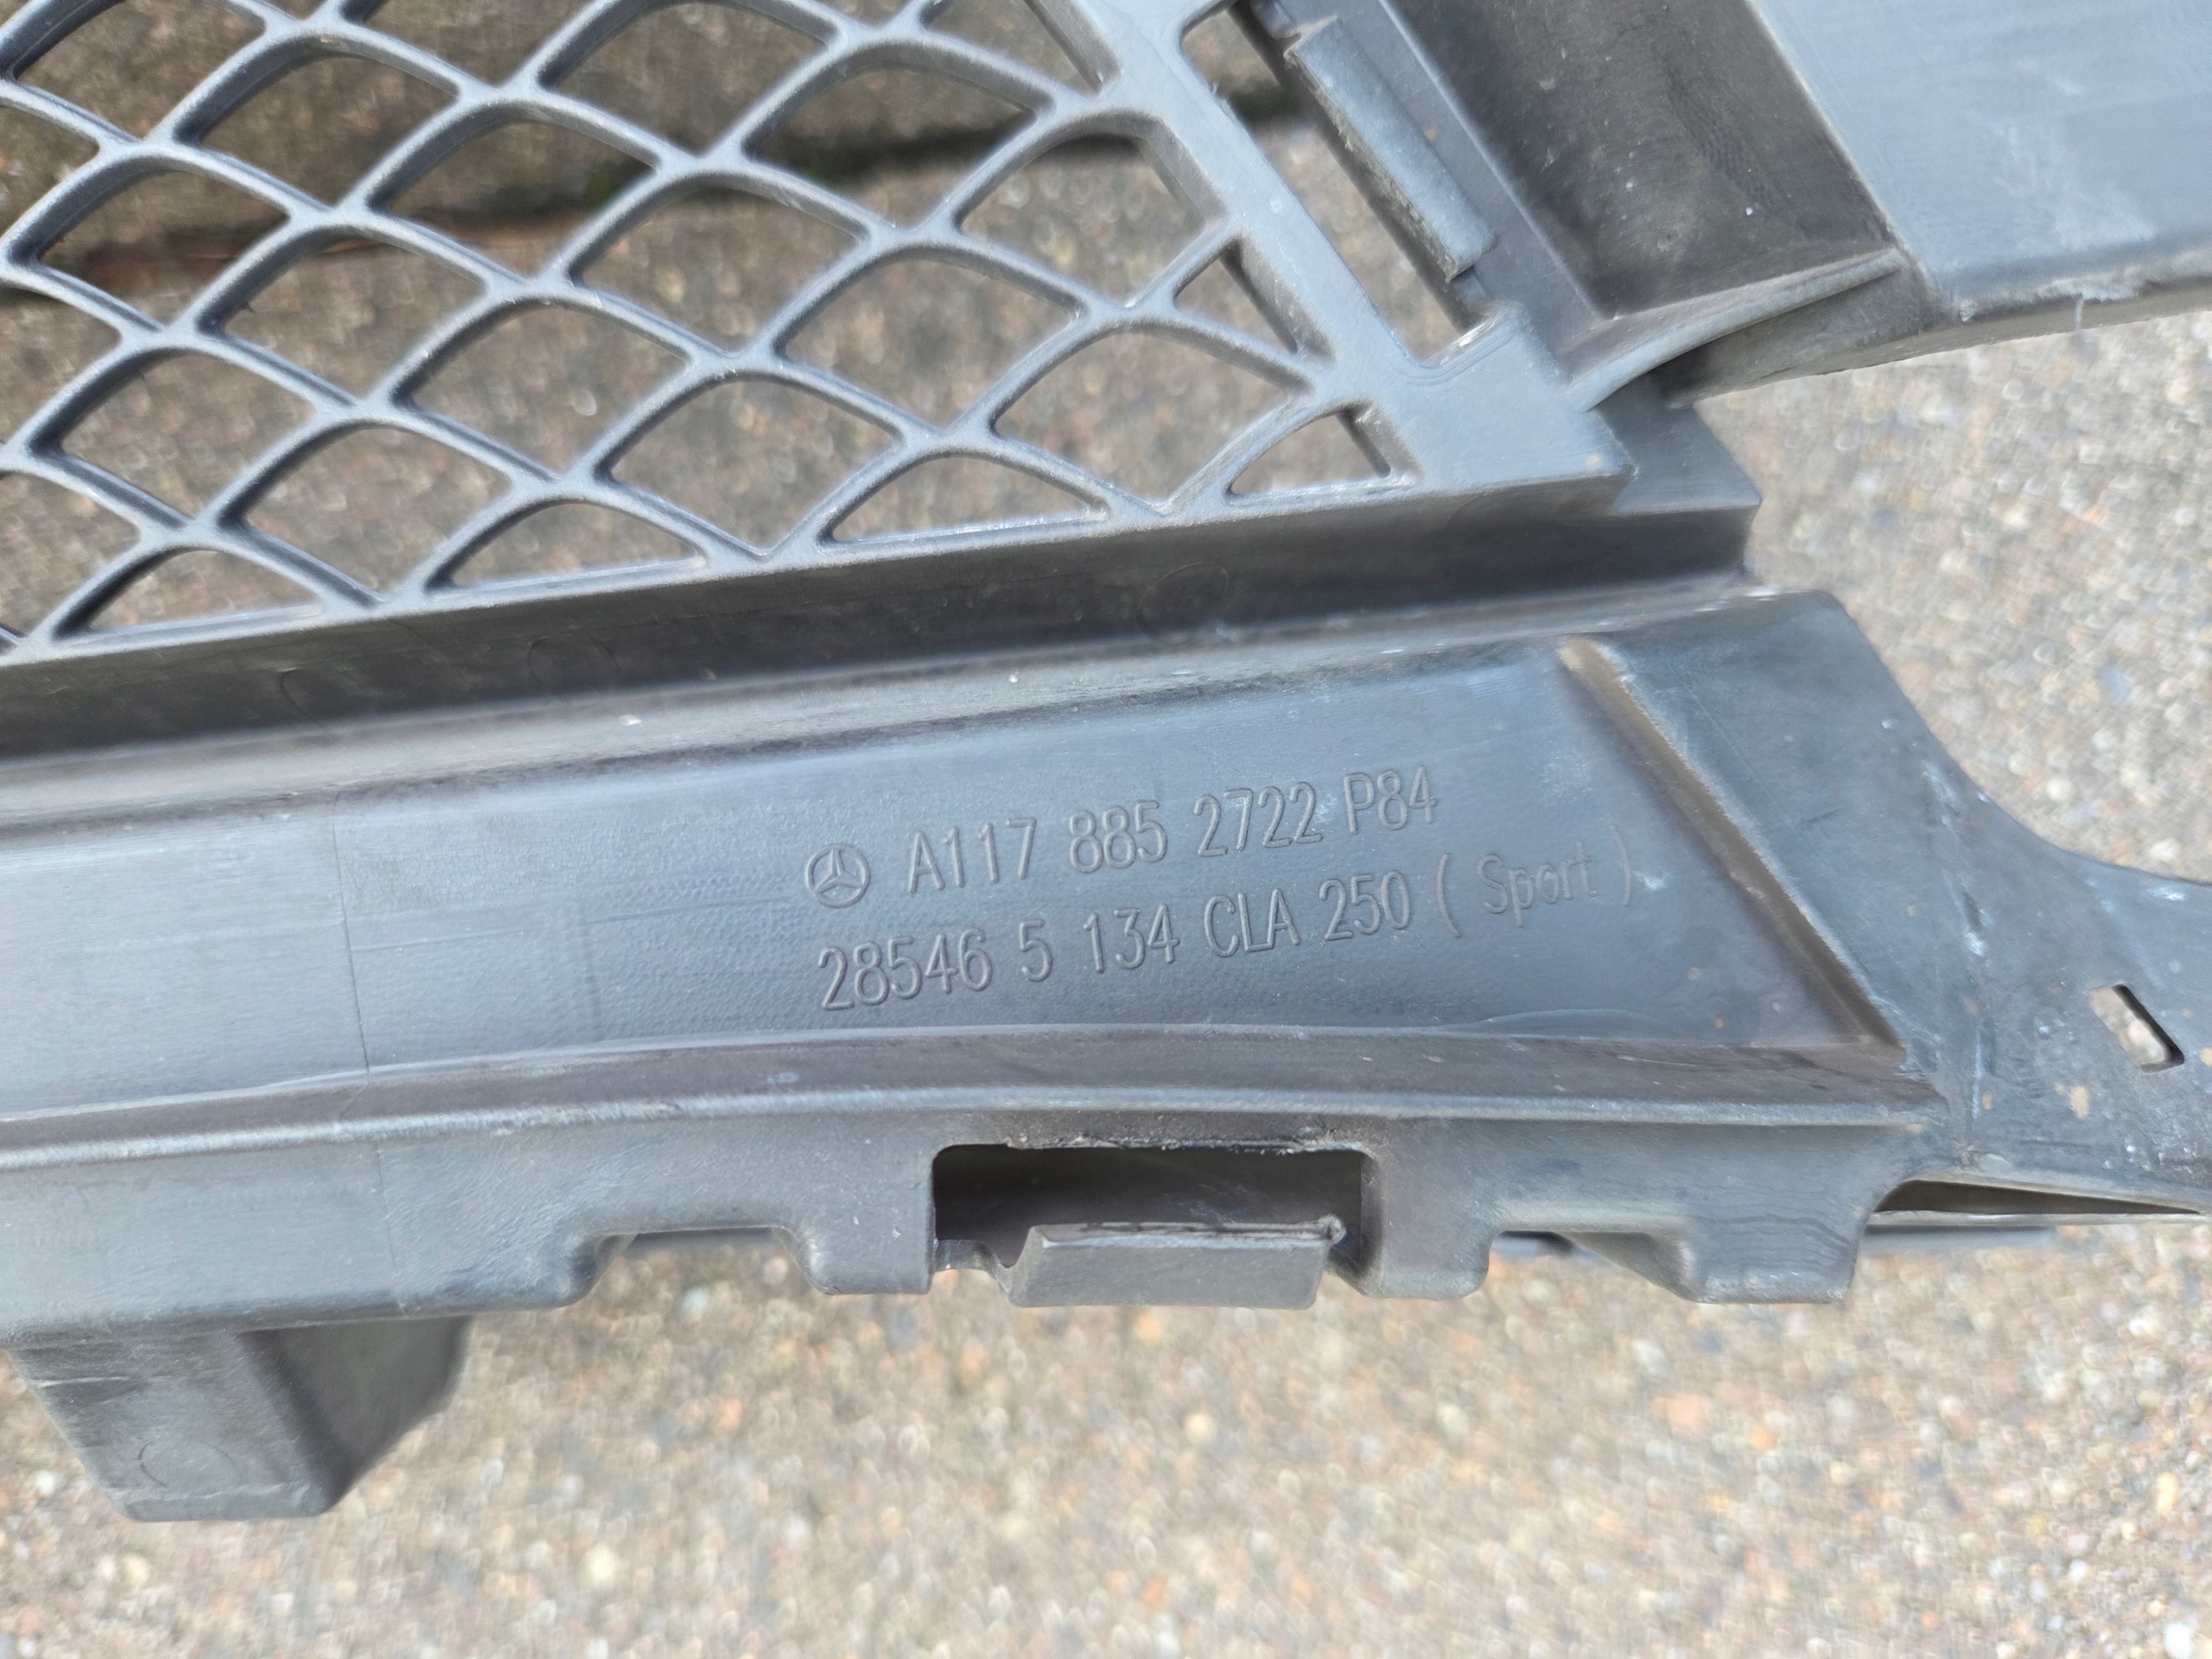 A117 885 2722 P84
28546 5 134 CLA 250 ( Sport )